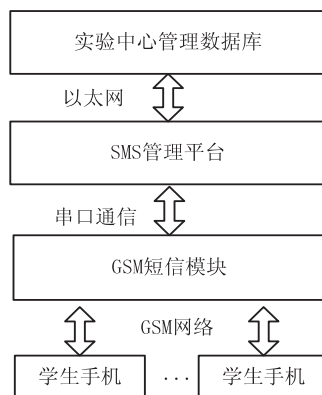 实验中心管理数据库
以太网
SMS管理平台
串口通信
GSM短信模块
GSM网络
学生手机 ... 学生手机